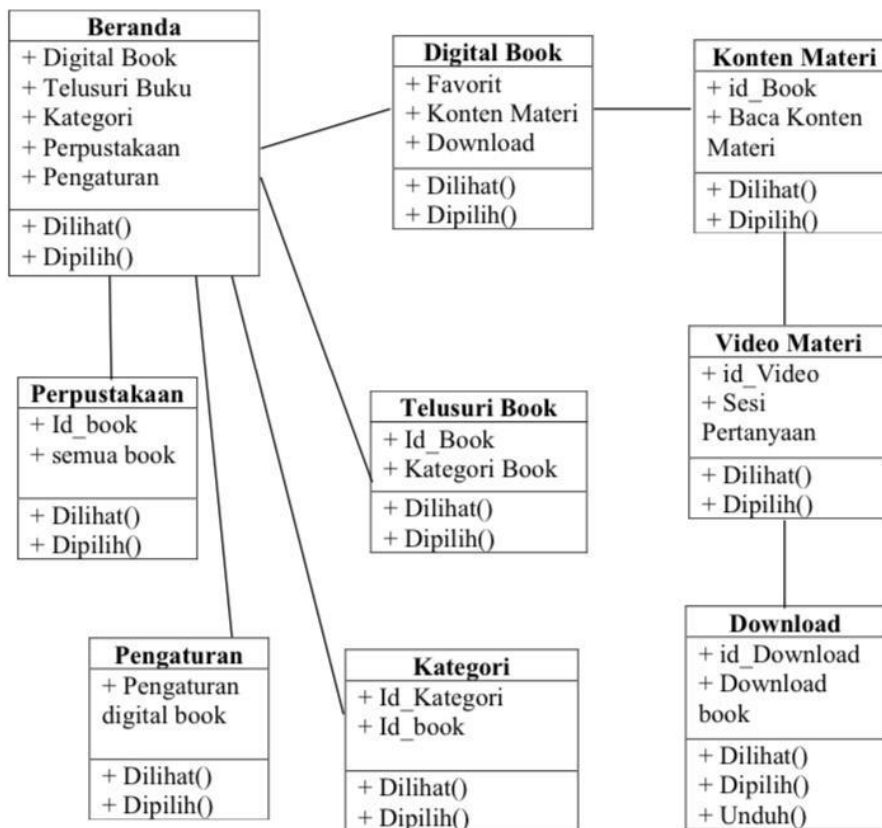 Beranda
+ Digital Book
+ Telusuri Buku
+ Kategori
+ Perpustakaan
+ Pengaturan
+ Dilihat()
+ Dipilih()
Digital Book
+ Favorit
+ Konten Materi
+ Download
+ Dilihat()
+ Dipilih()
Konten Materi
+ id_Book
+ Baca Konten
Materi
+ Dilihat()
+ Dipilih()
Perpustakaan
+ Id_book
+ semua book
+ Dilihat()
+ Dipilih()
Telusuri Book
+ Id_Book
+ Kategori Book
+ Dilihat()
+ Dipilih()
Video Materi
+ id_Video
+ Sesi
Pertanyaan
+ Dilihat()
+ Dipilih()
Pengaturan
+ Pengaturan
digital book
+ Dilihat()
+ Dipilih()
Kategori
+ Id_Kategori
+ Id_book
+ Dilihat()
+ Dipilih()
Download
+ id_Download
+ Download
book
+ Dilihat()
+ Dipilih()
+ Unduh()